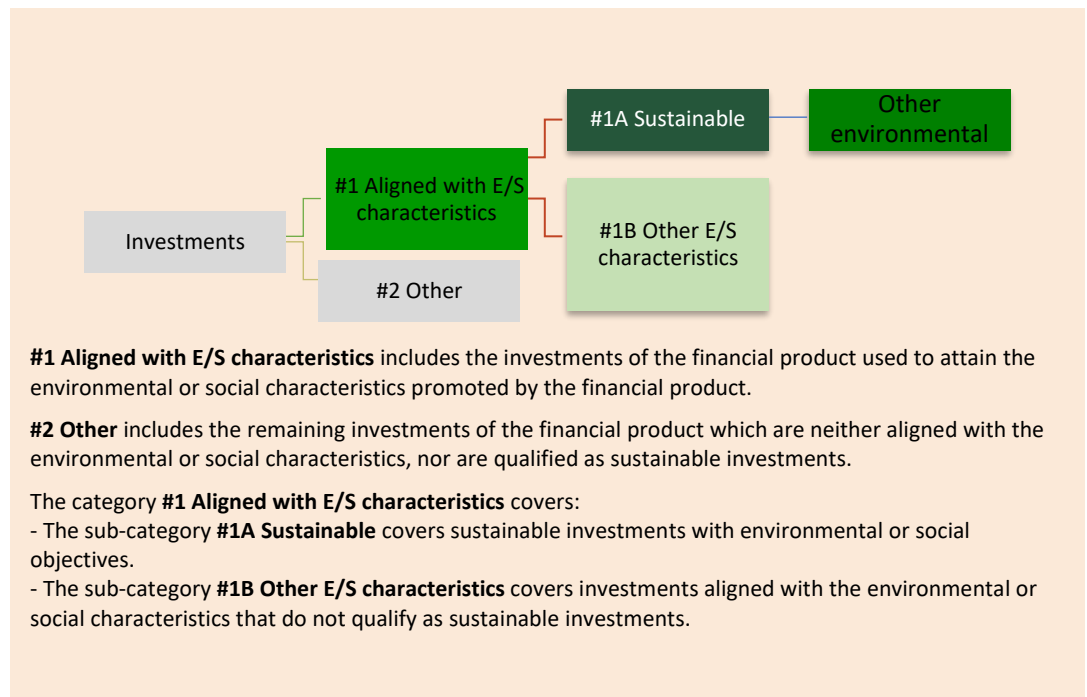 #1A Sustainable
Other
environmental
#1 Aligned with E/S
characteristics
#1B Other E/S
characteristics
Investments
#2 Other
#1 Aligned with E/S characteristics includes the investments of the financial product used to attain the
environmental or social characteristics promoted by the financial product.
#2 Other includes the remaining investments of the financial product which are neither aligned with the
environmental or social characteristics, nor are qualified as sustainable investments.
The category #1 Aligned with E/S characteristics covers:
- The sub-category #1A Sustainable covers sustainable investments with environmental or social
objectives.
- The sub-category #1B Other E/S characteristics covers investments aligned with the environmental or
social characteristics that do not qualify as sustainable investments.